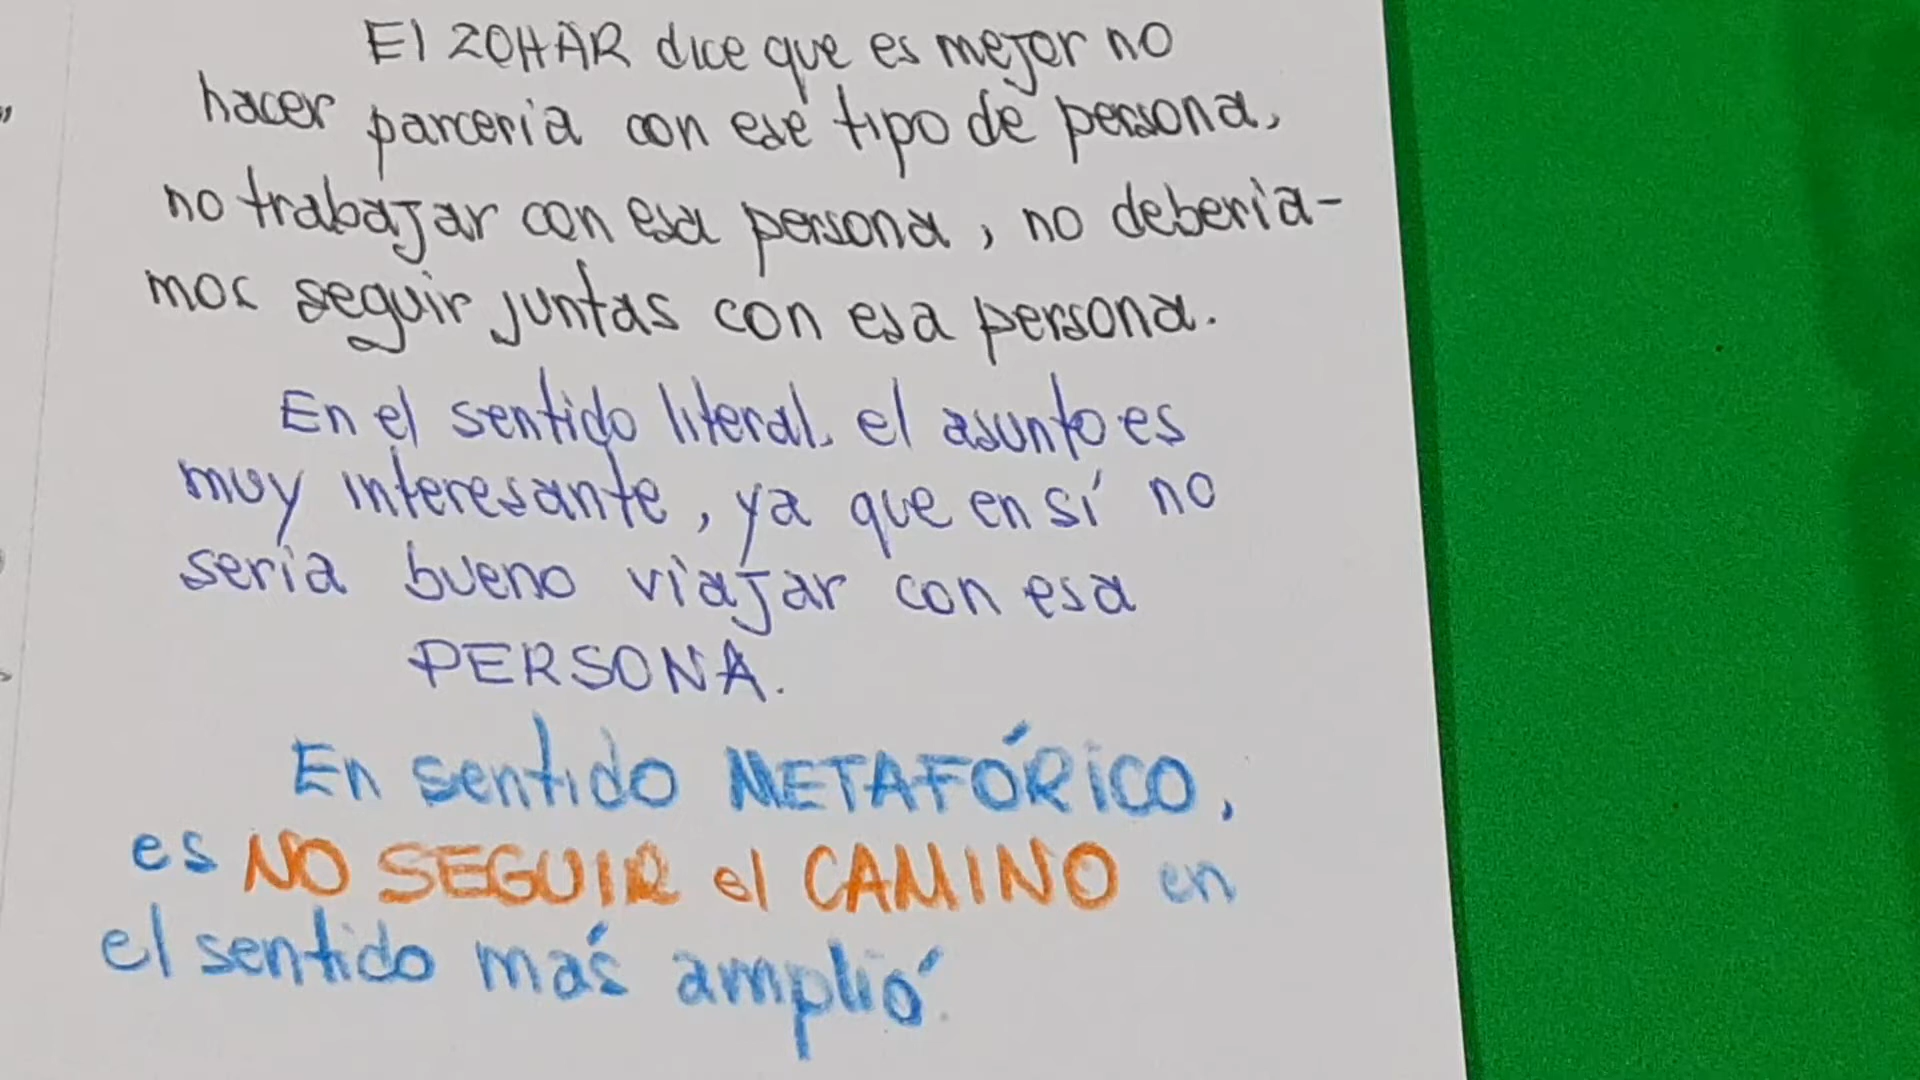 El ZOHAR dice que es mejor no
hacer parceria con ese tipo de persona,
no trabajar con esa persona, no deberia-
mos seguir juntas con esa persona.
En el sentido literal, el asunto es
muy interesante, ya que en sí no
seria bueno viajar con esa
PERSONA.
En sentido METAFÓRICO,
es NO SEGUIR el CAMINO en
el sentido más amplió.